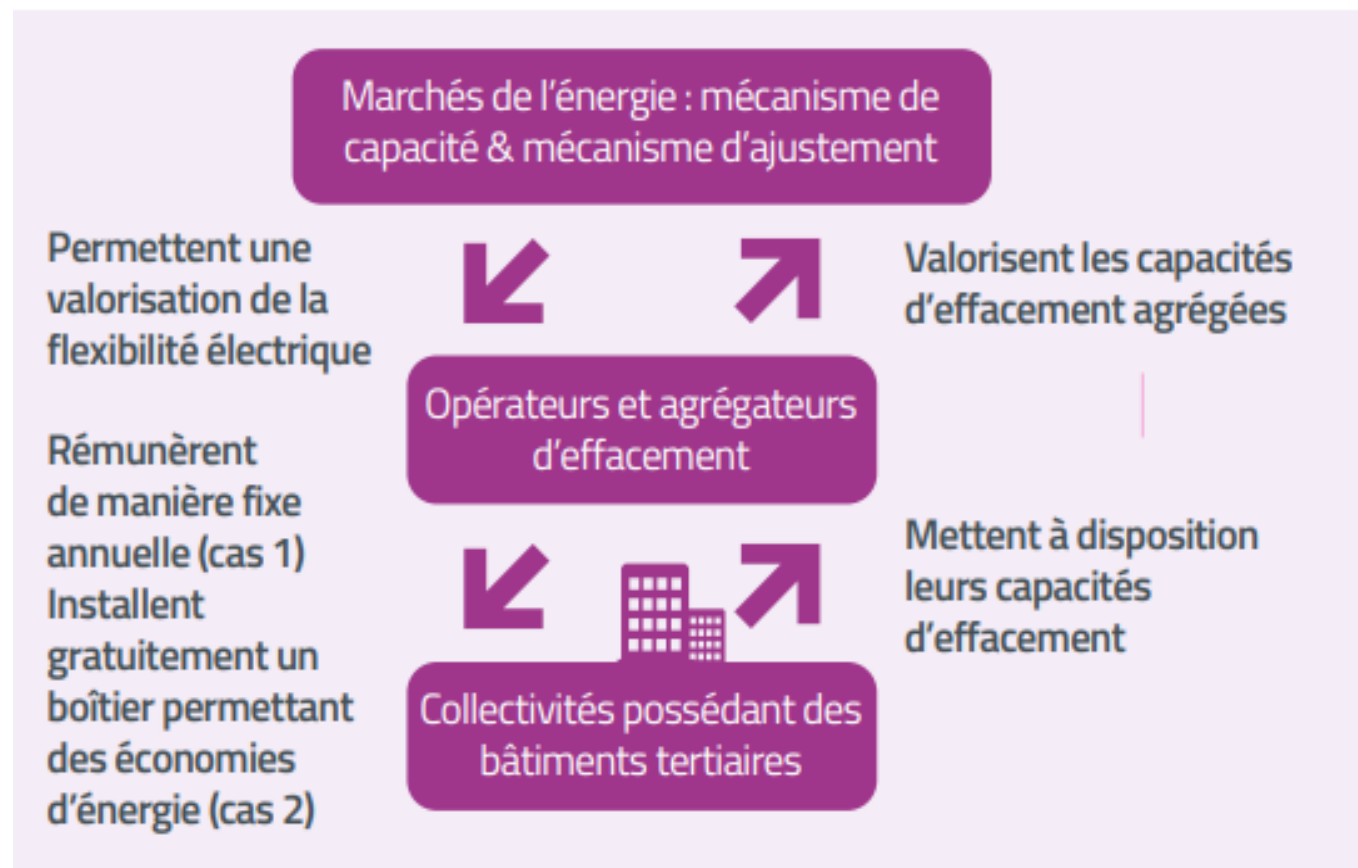 Marchés de l'énergie : mécanisme de
capacité & mécanisme d'ajustement
Permettent une
valorisation de la
flexibilité électrique
Valorisent les capacités
d'effacement agrégées
Opérateurs et agrégateurs
d'effacement
Rémunèrent
de manière fixe
annuelle (cas 1)
Installent
gratuitement un
boîtier permettant
des économies
d'énergie (cas 2)
Mettent à disposition
leurs capacités
d'effacement
Collectivités possédant des
bâtiments tertiaires